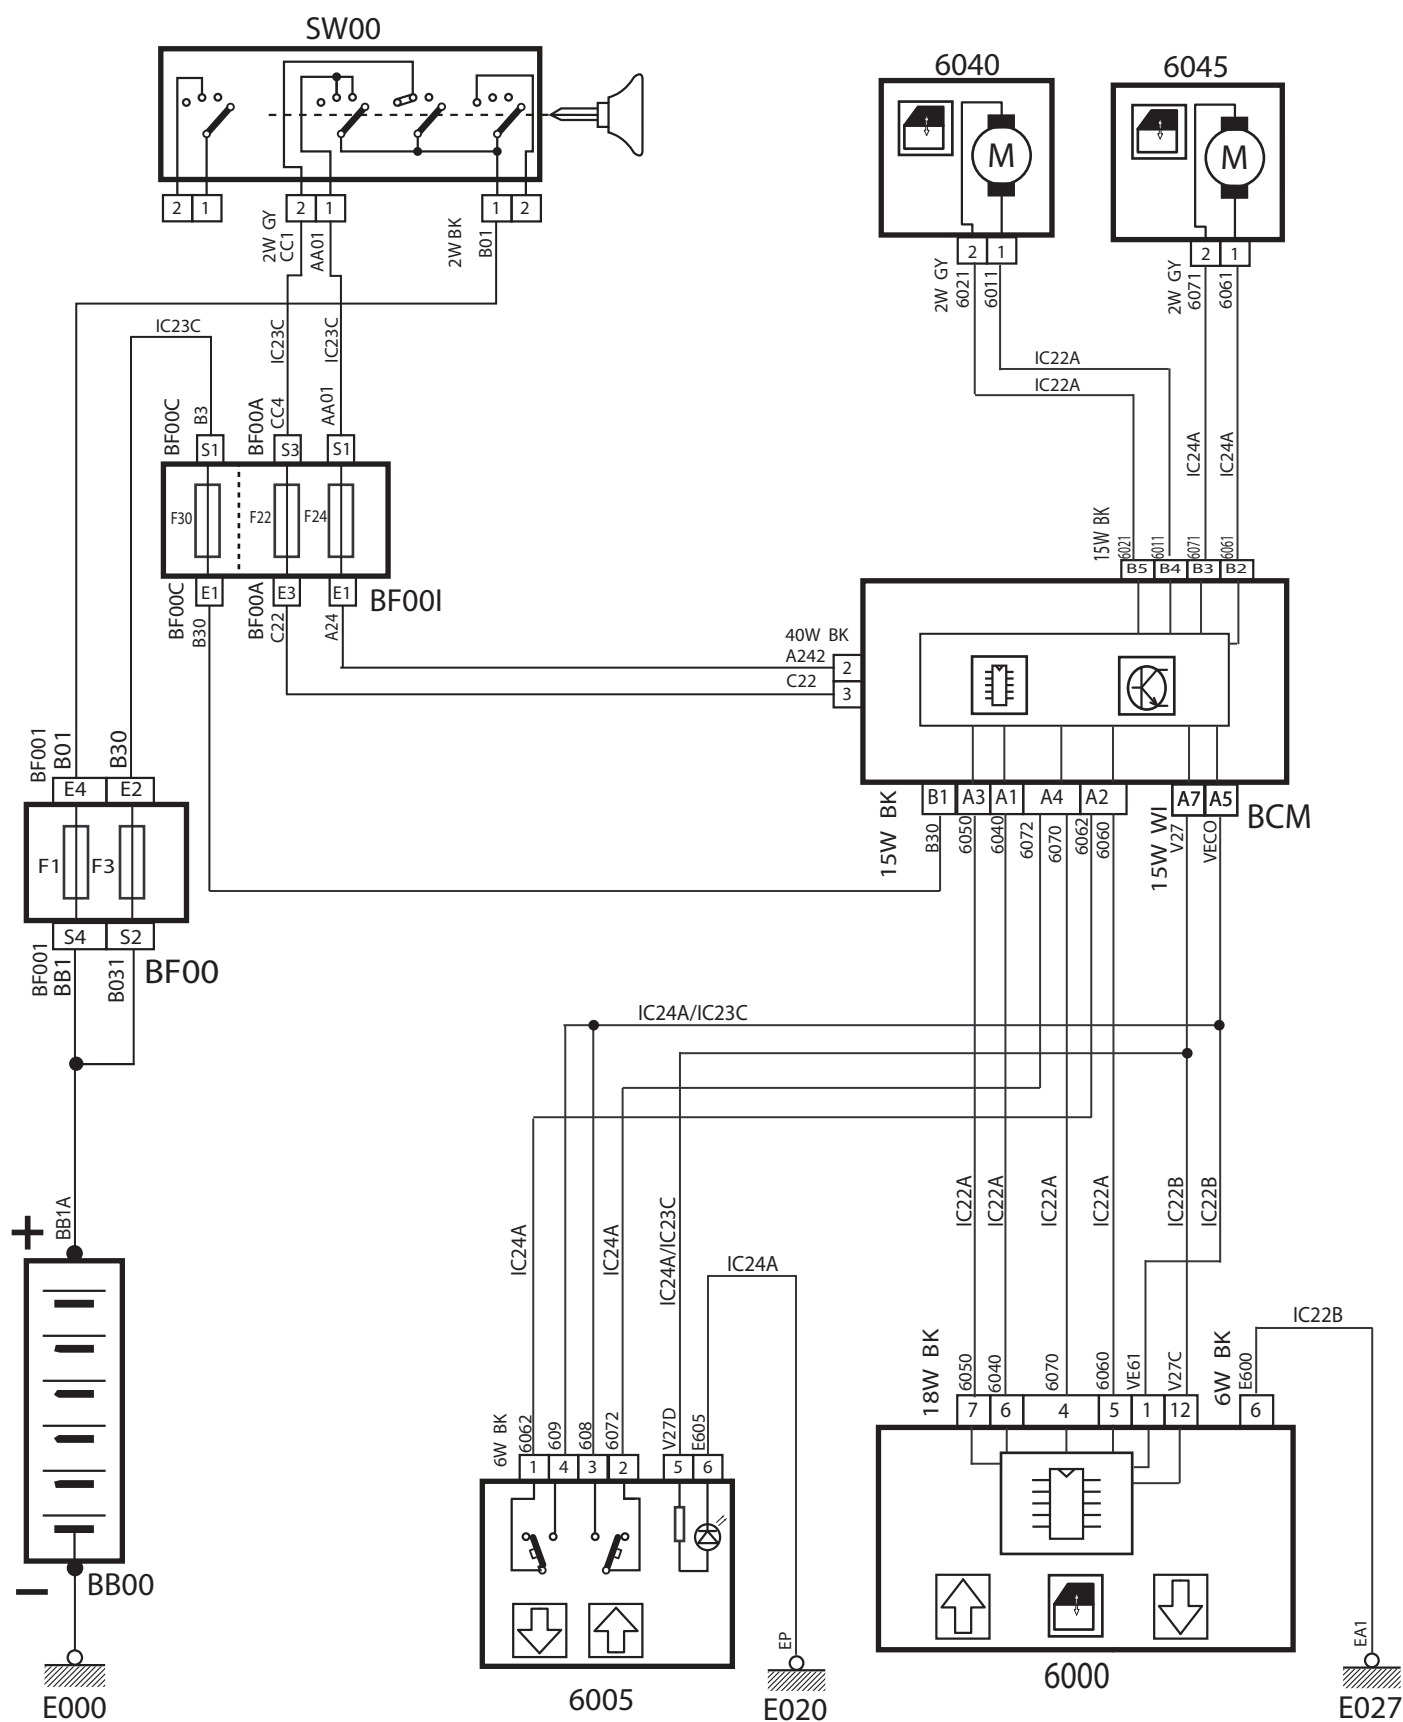 SW00
6040
6045
M
M
2 1
2 1
1 2
2W GY
CC1
AA01
2W BK
B01
2 1
2 1
2W GY
6021
6011
2W GY
6071
6061
IC23C
IC23C
IC23C
IC22A
IC22A
IC24A
IC24A
BF00C
B3
BF00A
CC4
AA01
S1
S3
S1
F30
F22
F24
E1
E3
E1
BF00I
BF00C
B30
BF00A
C22
A24
15W BK
6021
6011
6071
6061
B5 B4 B3 B2
40W BK
A242
2
C22
3
BF001
B01
B30
E4 E2
F1
F3
S4 S2
BF00
BF001
BB1
B031
B1 A3 A1 A4 A2 A7 A5
BCM
15W BK
B30
6050
6040
6072
6070
6062
6060
15W WI
V27
VECO
IC24A/IC23C
IC24A
IC24A
IC24A/IC23C
IC24A
IC22A
IC22A
IC22A
IC22A
IC22B
IC22B
IC22B
+
BB1A
–
BB00
E000
6W BK
6062
609
608
6072
V27D
E605
1 4 3 2 5 6
6005
EP
E020
18W BK
6050
6040
6070
6060
VE61
V27C
6W BK
E600
7 6 4 5 1 12 6
6000
EA1
E027